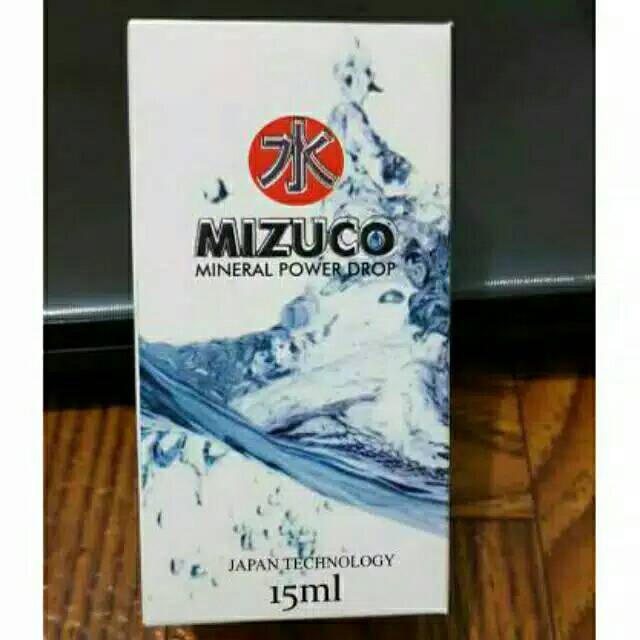 水
MIZUCO
MINERAL POWER DROP
JAPAN TECHNOLOGY
15ml